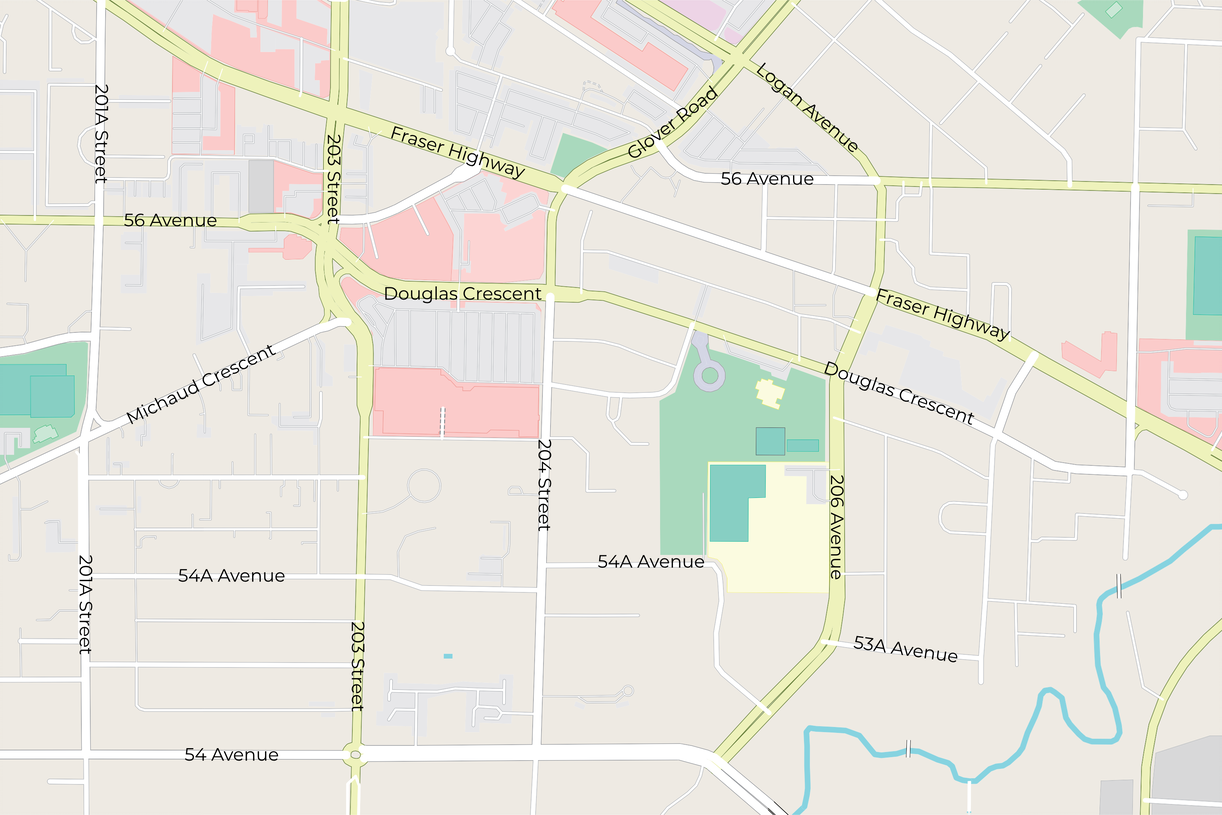 Logan Avenue
201A Street
Glover Road
Fraser Highway
203 Street
56 Avenue
56 Avenue
Douglas Crescent
Fraser Highway
Michaud Crescent
Douglas Crescent
204 Street
206 Avenue
54A Avenue
54A Avenue
201A Street
203 Street
53A Avenue
54 Avenue